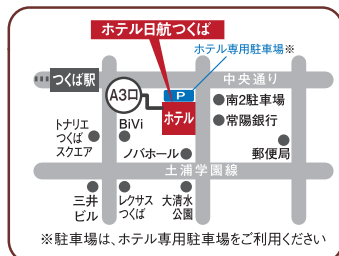 ホテル日航つくば
ホテル専用駐車場※
つくば駅
中央通り
A3口
P
ホテル
南2駐車場
常陽銀行
トナリエ
つくば
スクエア
BiVi
ノバホール
郵便局
土浦学園線
三井
ビル
レクサス
つくば
大清水
公園
※駐車場は、ホテル専用駐車場をご利用ください